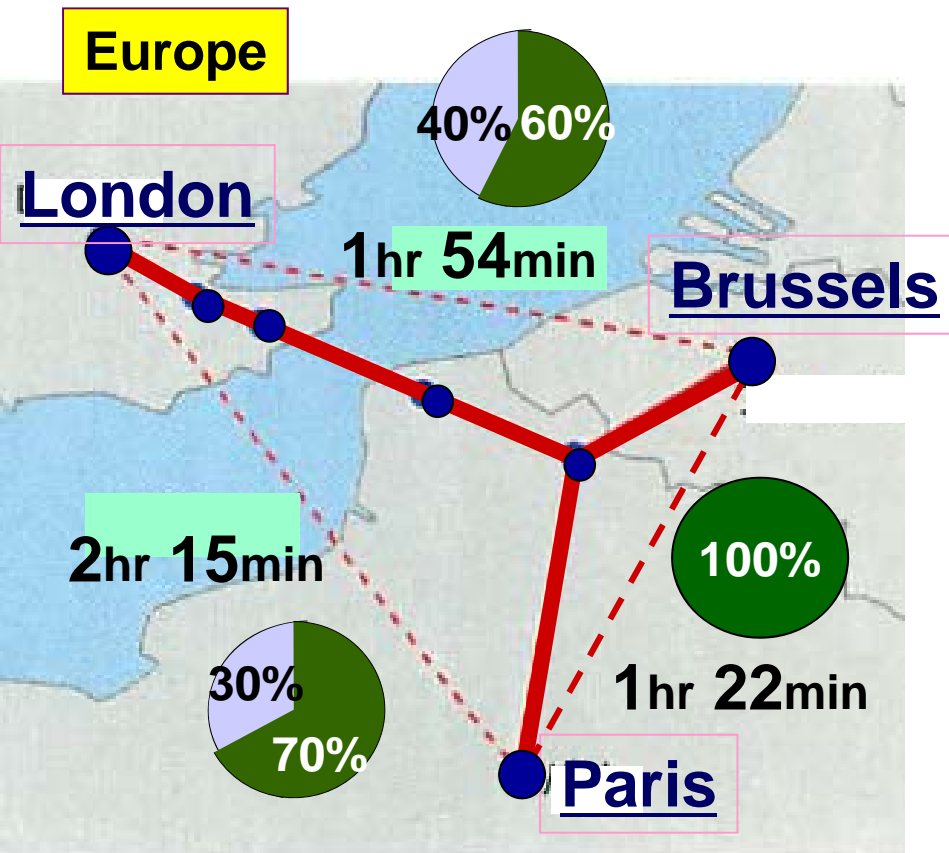 Europe
40% 60%
London
1hr 54min
Brussels
2hr 15min
100%
30%
70%
1hr 22min
Paris